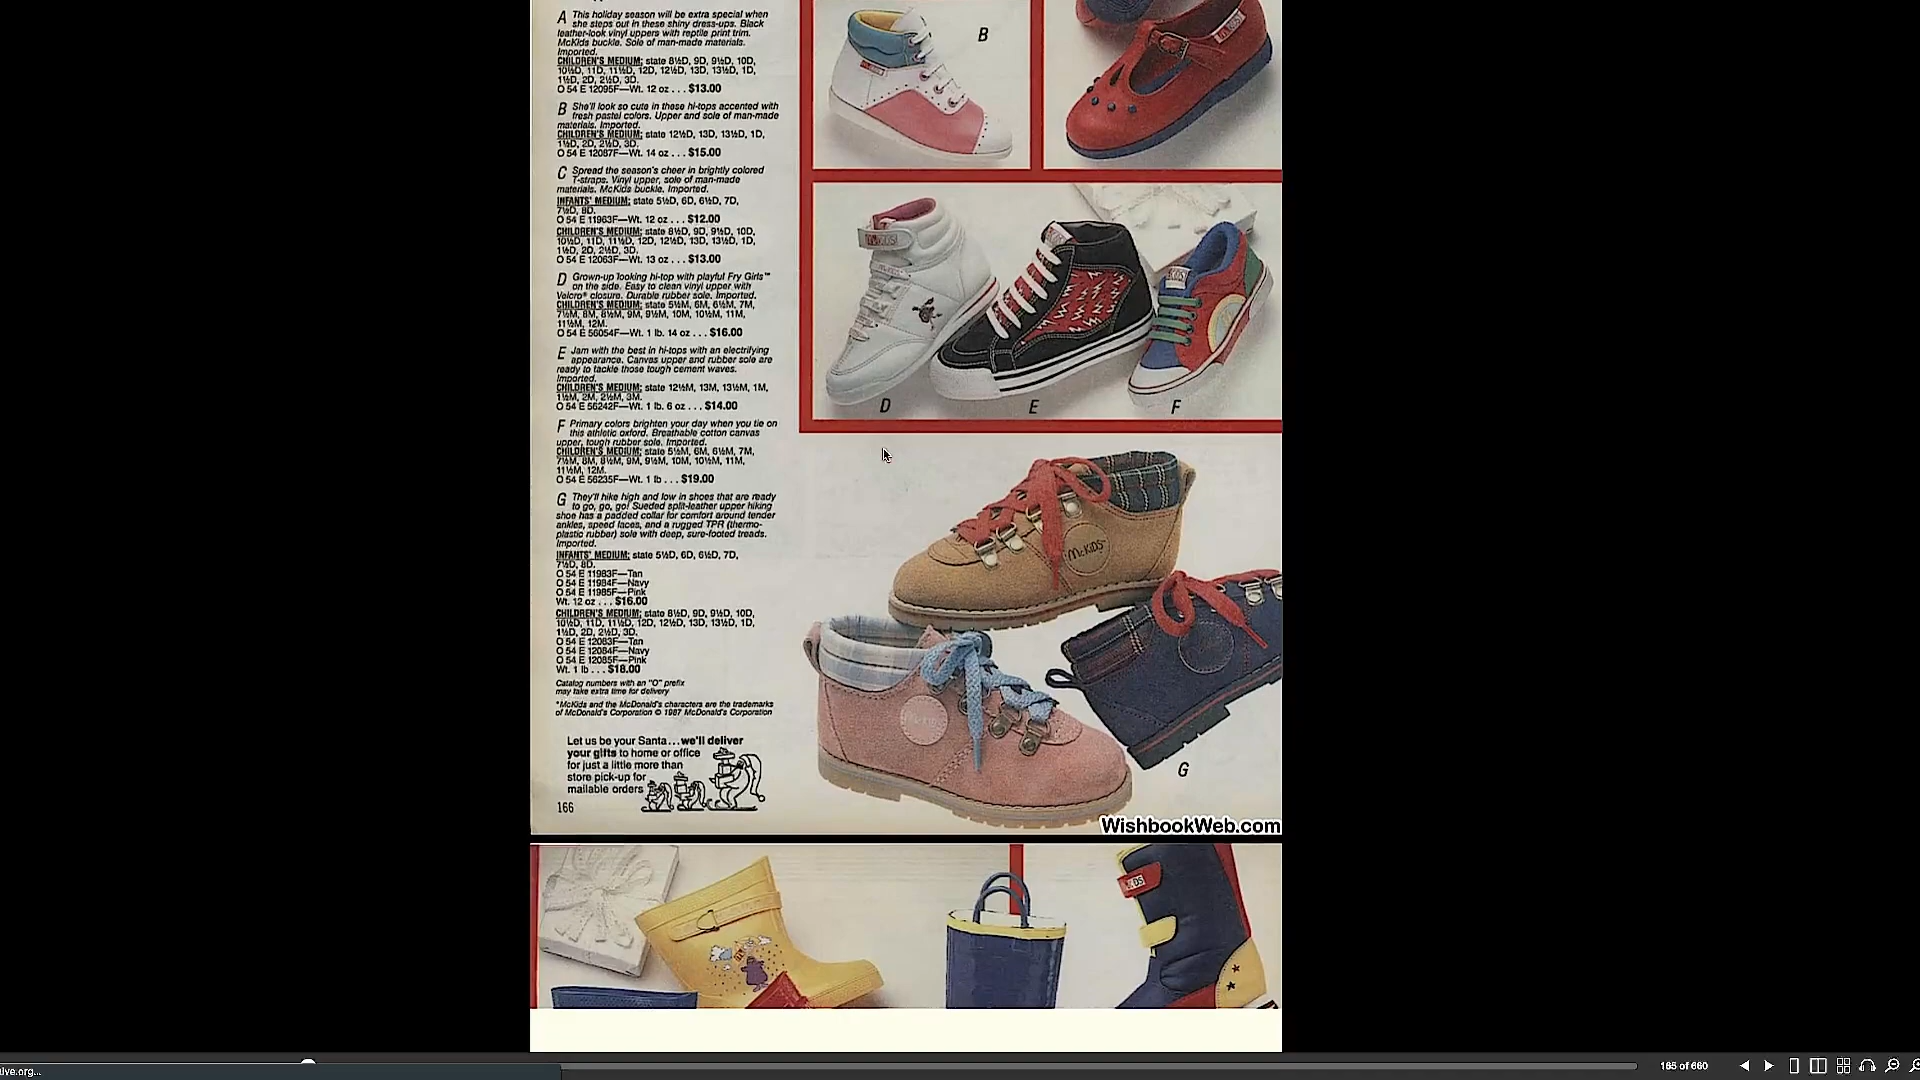 A This holiday season will be extra special when
she steps out in these shiny dress-ups. Black
leather-look vinyl uppers with reptile print trim.
McKids buckle. Sole of man-made materials.
Imported.
CHILDREN'S MEDIUM: state 8½D, 9D, 9½D, 10D,
10½D, 11D, 11½D, 12D, 12½D, 13D, 13½D, 1D,
1½D, 2D, 2½D, 3D.
O 54 E 12095F—Wt. 12 oz . . . $13.00
B She'll look so cute in these hi-tops accented with
fresh pastel colors. Upper and sole of man-made
materials. Imported.
CHILDREN'S MEDIUM: state 12½D, 13D, 13½D, 1D,
1½D, 2D, 2½D, 3D.
O 54 E 12087F—Wt. 14 oz . . . $15.00
C Spread the season's cheer in brightly colored
T-straps. Vinyl upper, sole of man-made
materials. McKids buckle. Imported.
INFANTS' MEDIUM: state 5½D, 6D, 6½D, 7D,
7½D, 8D.
O 54 E 11963F—Wt. 12 oz . . . $12.00
CHILDREN'S MEDIUM: state 8½D, 9D, 9½D, 10D,
10½D, 11D, 11½D, 12D, 12½D, 13D, 13½D, 1D,
1½D, 2D, 2½D, 3D.
O 54 E 12063F—Wt. 13 oz . . . $13.00
D Grown-up looking hi-top with playful Fry Girls™
on the side. Easy to clean vinyl upper with
Velcro® closure. Durable rubber sole. Imported.
CHILDREN'S MEDIUM: state 5½M, 6M, 6½M, 7M,
7½M, 8M, 8½M, 9M, 9½M, 10M, 10½M, 11M,
11½M, 12M.
O 54 E 56054F—Wt. 1 lb. 14 oz . . . $16.00
E Jam with the best in hi-tops with an electrifying
appearance. Canvas upper and rubber sole are
ready to tackle those tough cement waves.
Imported.
CHILDREN'S MEDIUM: state 12½M, 13M, 13½M, 1M,
1½M, 2M, 2½M, 3M.
O 54 E 56242F—Wt. 1 lb. 6 oz . . . $14.00
F Primary colors brighten your day when you tie on
this athletic oxford. Breathable cotton canvas
upper, tough rubber sole. Imported.
CHILDREN'S MEDIUM: state 5½M, 6M, 6½M, 7M,
7½M, 8M, 8½M, 9M, 9½M, 10M, 10½M, 11M,
11½M, 12M.
O 54 E 56235F—Wt. 1 lb . . . $19.00
G They'll hike high and low in shoes that are ready
to go, go, go! Sueded split-leather upper hiking
shoe has a padded collar for comfort around tender
ankles, speed laces, and a rugged TPR (thermo-
plastic rubber) sole with deep, sure-footed treads.
Imported.
INFANTS' MEDIUM: state 5½D, 6D, 6½D, 7D,
7½D, 8D.
O 54 E 11983F—Tan
O 54 E 11984F—Navy
O 54 E 11985F—Pink
Wt. 12 oz . . . $16.00
CHILDREN'S MEDIUM: state 8½D, 9D, 9½D, 10D,
10½D, 11D, 11½D, 12D, 12½D, 13D, 13½D, 1D,
1½D, 2D, 2½D, 3D.
O 54 E 12083F—Tan
O 54 E 12084F—Navy
O 54 E 12085F—Pink
Wt. 1 lb . . . $18.00
Catalog numbers with an "O" prefix
may take extra time for delivery
*McKids and the McDonald's characters are the trademarks
of McDonald's Corporation © 1987 McDonald's Corporation
Let us be your Santa...we'll deliver
your gifts to home or office
for just a little more than
store pick-up for
mailable orders
166
B
D
E
F
McKIDS
McKIDS
G
WishbookWeb.com
ive.org...
185 of 660